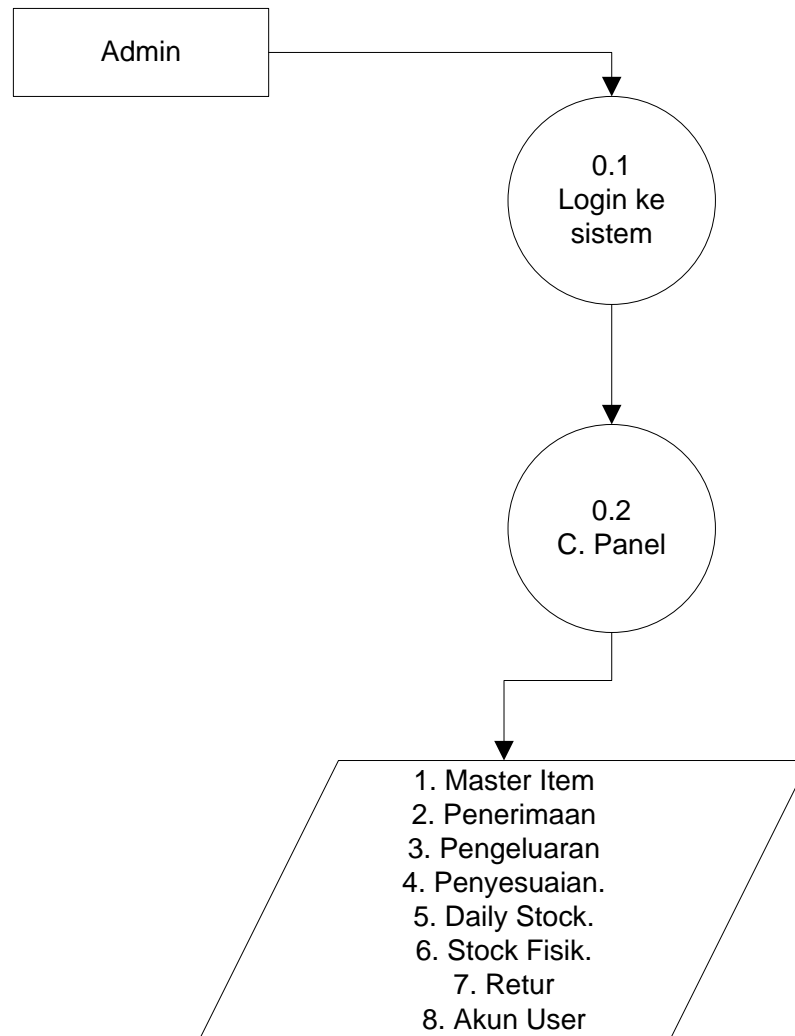 Admin
0.1
Login ke
sistem
0.2
C. Panel
1. Master Item
2. Penerimaan
3. Pengeluaran
4. Penyesuaian.
5. Daily Stock.
6. Stock Fisik.
7. Retur
8. Akun User